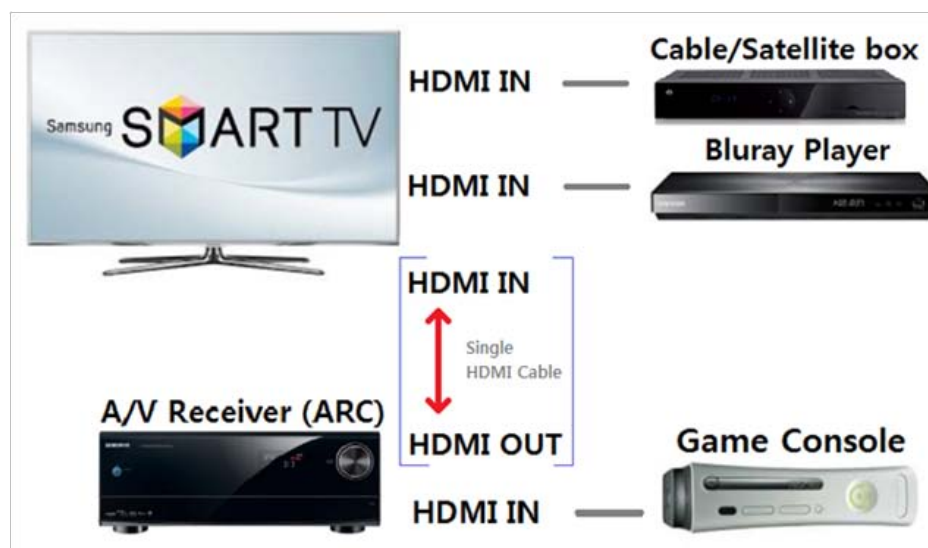 Cable/Satellite box
HDMI IN
Samsung SMART TV
Bluray Player
HDMI IN
HDMI IN
Single
HDMI Cable
A/V Receiver (ARC)
HDMI OUT
Game Console
HDMI IN